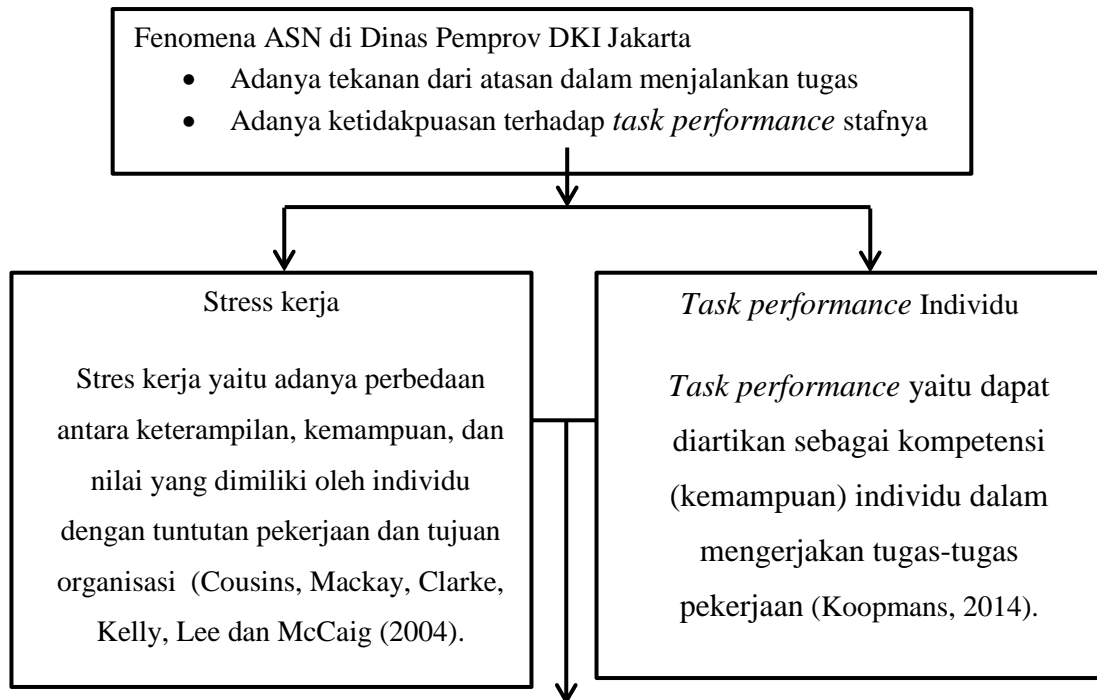 Fenomena ASN di Dinas Pemprov DKI Jakarta
• Adanya tekanan dari atasan dalam menjalankan tugas
• Adanya ketidakpuasan terhadap task performance stafnya
Stress kerja
Stres kerja yaitu adanya perbedaan
antara keterampilan, kemampuan, dan
nilai yang dimiliki oleh individu
dengan tuntutan pekerjaan dan tujuan
organisasi (Cousins, Mackay, Clarke,
Kelly, Lee dan McCaig (2004).
Task performance Individu
Task performance yaitu dapat
diartikan sebagai kompetensi
(kemampuan) individu dalam
mengerjakan tugas-tugas
pekerjaan (Koopmans, 2014).